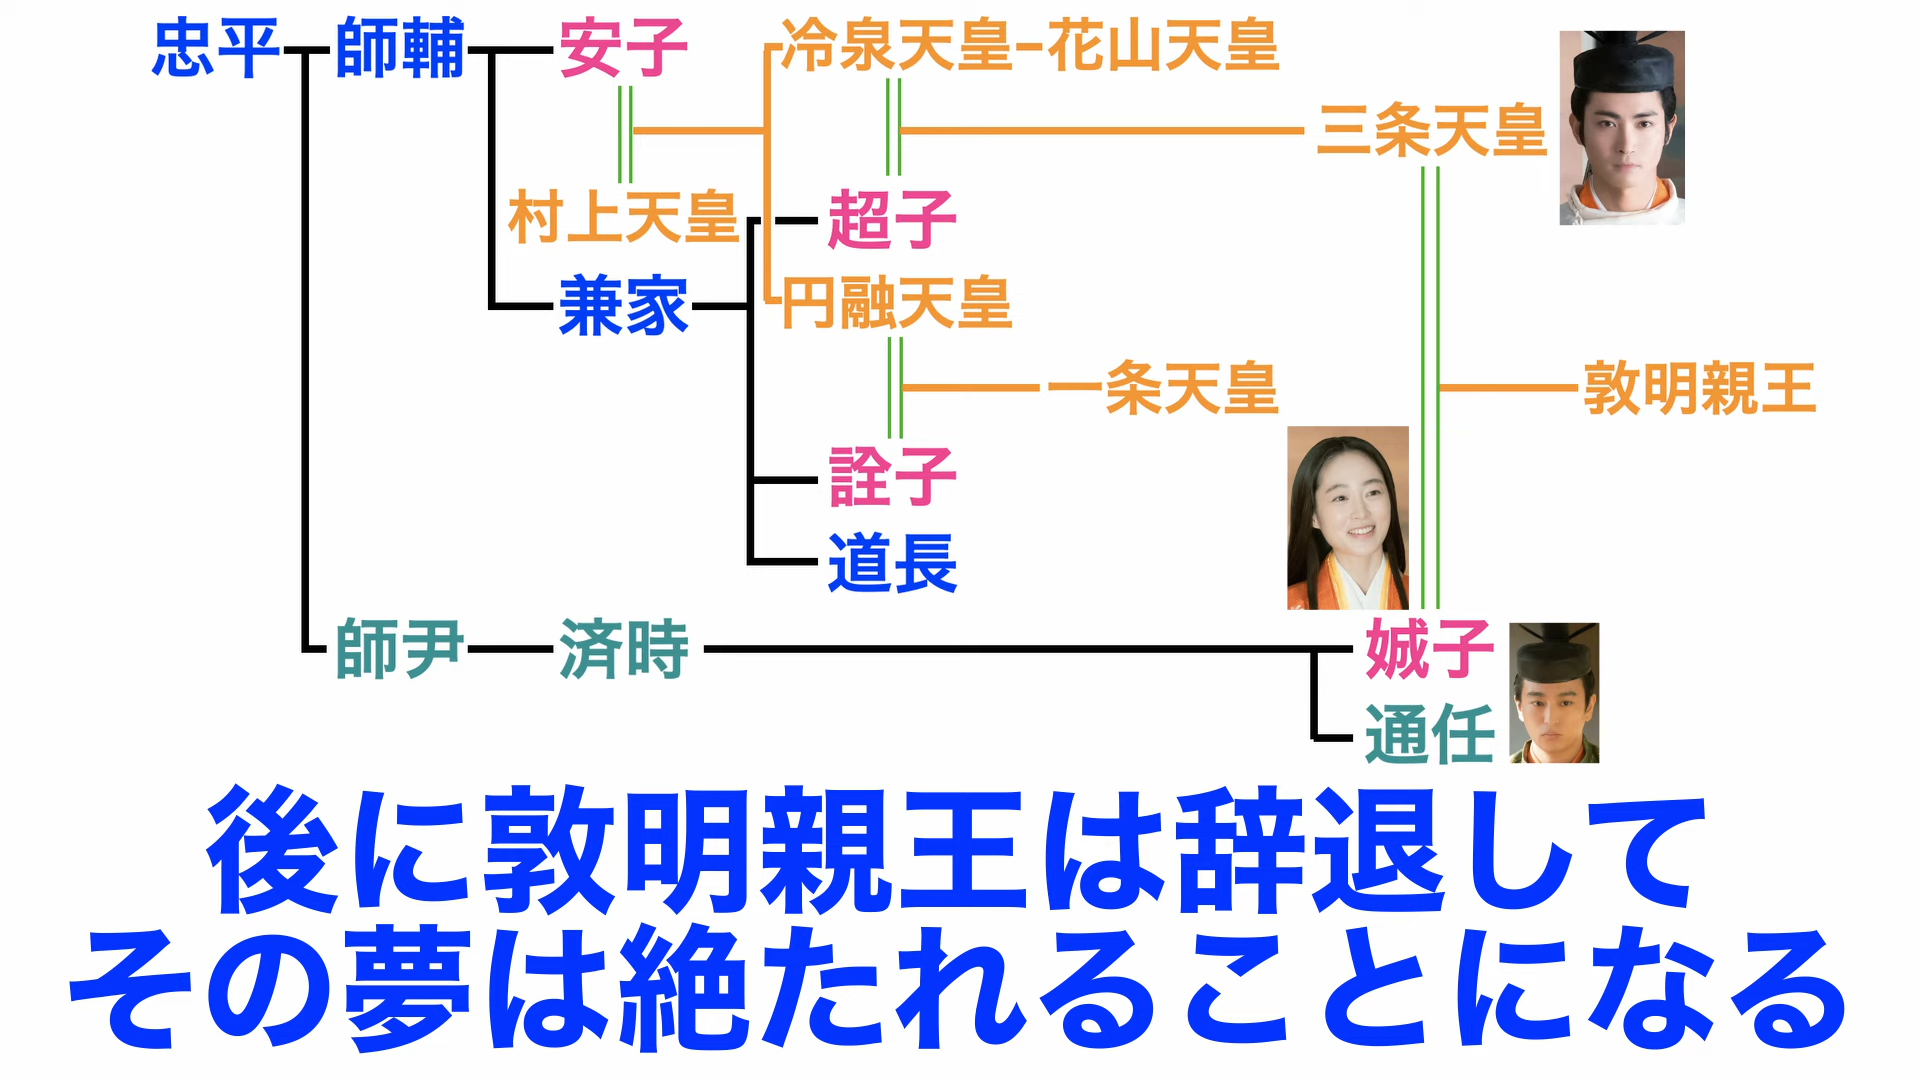 忠平 師輔 安子 冷泉天皇 花山天皇
三条天皇
村上天皇 超子
兼家 円融天皇
一条天皇 敦明親王
詮子
道長
師尹 済時 娍子
通任
後に敦明親王は辞退して
その夢は絶たれることになる